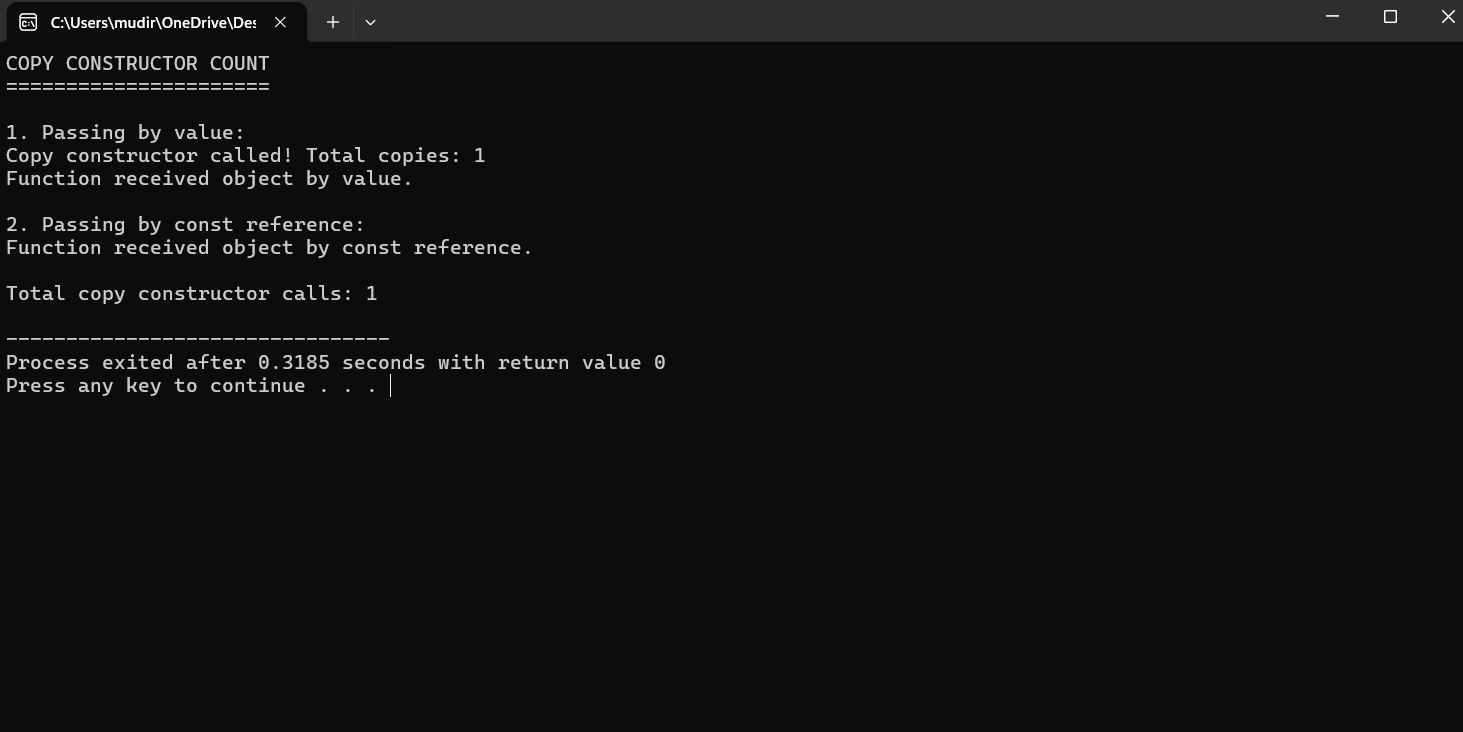 C:\Users\mudir\OneDrive\Des
COPY CONSTRUCTOR COUNT
======================
1. Passing by value:
Copy constructor called! Total copies: 1
Function received object by value.
2. Passing by const reference:
Function received object by const reference.
Total copy constructor calls: 1
--------------------------------
Process exited after 0.3185 seconds with return value 0
Press any key to continue . . .